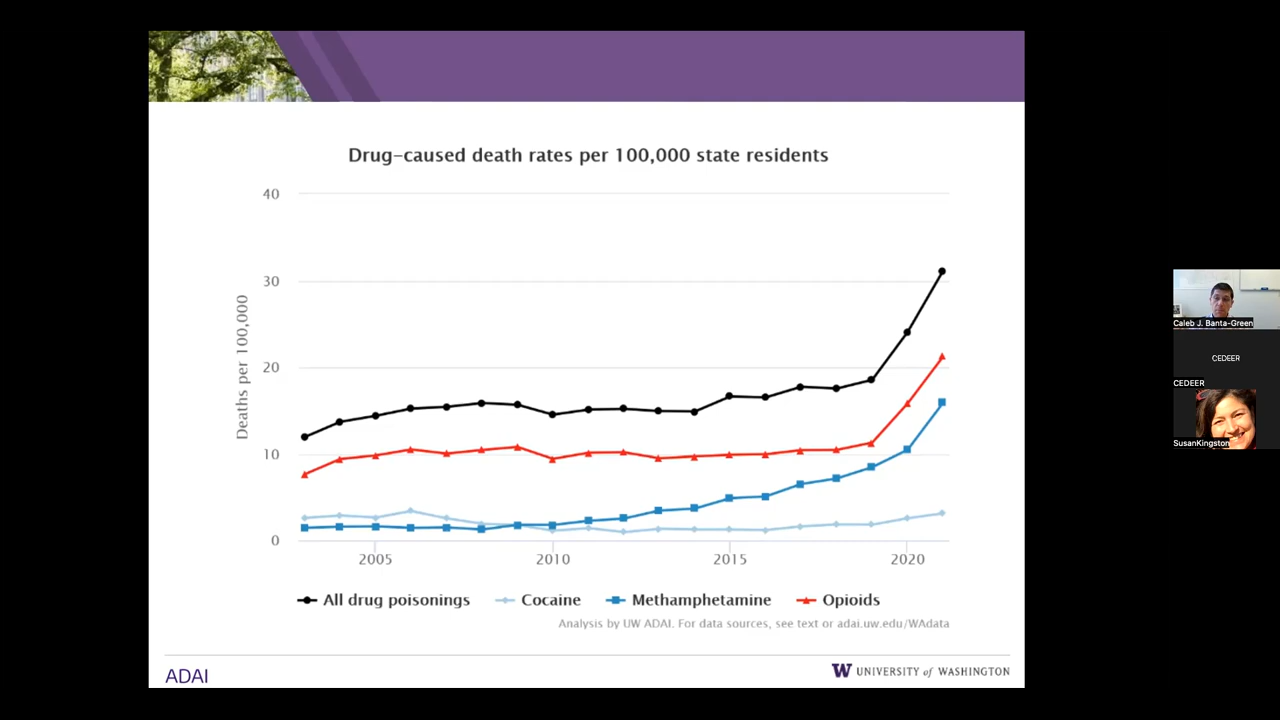 Drug-caused death rates per 100,000 state residents
40
30
20
10
0
Deaths per 100,000
2005 2010 2015 2020
All drug poisonings Cocaine Methamphetamine Opioids
Analysis by UW ADAI. For data sources, see text or adai.uw.edu/WAdata
ADAI
W UNIVERSITY of WASHINGTON
Caleb J. Banta-Green
CEDEER
CEDEER
SusanKingston